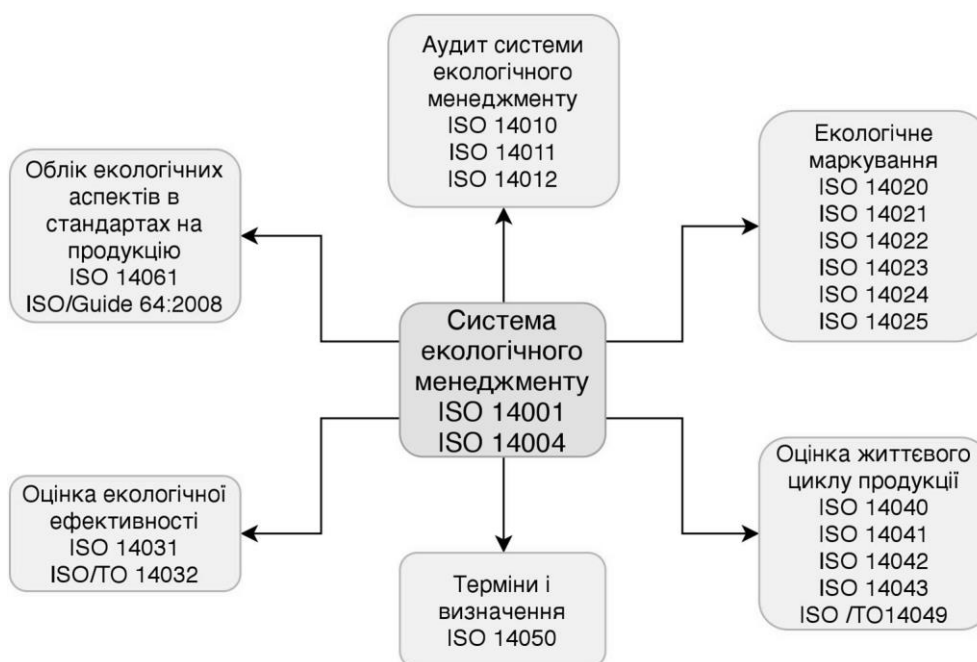 Аудит системи
екологічного
менеджменту
ISO 14010
ISO 14011
ISO 14012
Облік екологічних
аспектів в
стандартах на
продукцію
ISO 14061
ISO/Guide 64:2008
Екологічне
маркування
ISO 14020
ISO 14021
ISO 14022
ISO 14023
ISO 14024
ISO 14025
Система
екологічного
менеджменту
ISO 14001
ISO 14004
Оцінка екологічної
ефективності
ISO 14031
ISO/TO 14032
Терміни і
визначення
ISO 14050
Оцінка життєвого
циклу продукції
ISO 14040
ISO 14041
ISO 14042
ISO 14043
ISO /TO14049